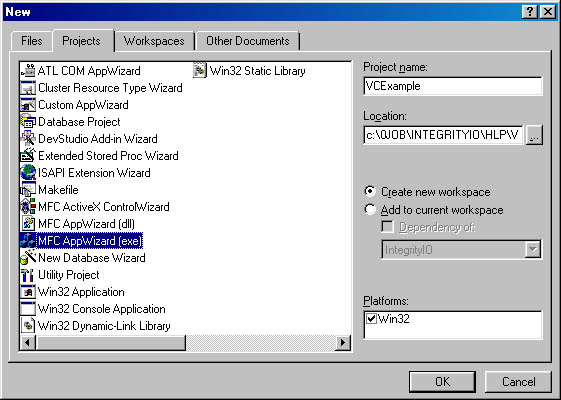 New
Files
Projects
Workspaces
Other Documents
ATL COM AppWizard
Cluster Resource Type Wizard
Custom AppWizard
Database Project
DevStudio Add-in Wizard
Extended Stored Proc Wizard
ISAPI Extension Wizard
Makefile
MFC ActiveX ControlWizard
MFC AppWizard (dll)
MFC AppWizard (exe)
New Database Wizard
Utility Project
Win32 Application
Win32 Console Application
Win32 Dynamic-Link Library
Win32 Static Library
Project name:
VCExample
Location:
c:\0JOB\INTEGRITYIO\HLP\V
...
Create new workspace
Add to current workspace
Dependency of:
IntegrityIO
Platforms:
Win32
OK
Cancel